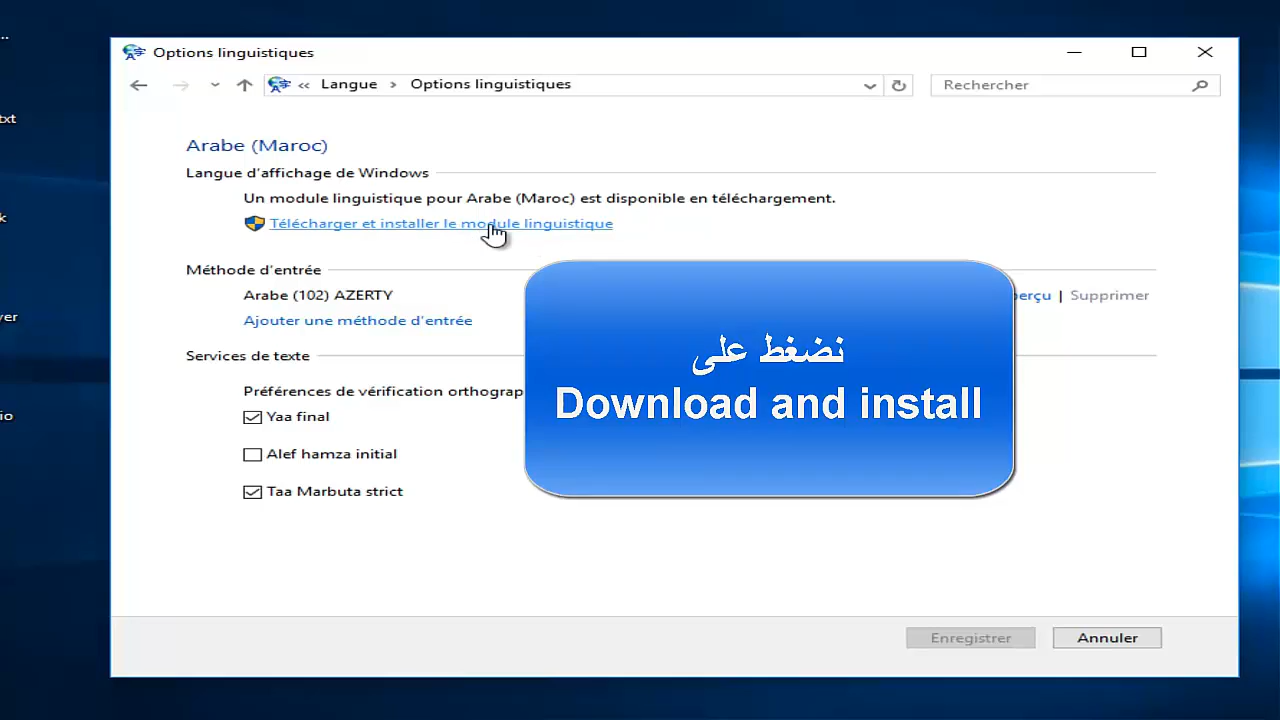 Options linguistiques
« Langue › Options linguistiques
Rechercher
txt
Arabe (Maroc)
Langue d'affichage de Windows
Un module linguistique pour Arabe (Maroc) est disponible en téléchargement.
Télécharger et installer le module linguistique
Méthode d'entrée
Arabe (102) AZERTY
perçu | Supprimer
Ajouter une méthode d'entrée
نضغط على
Download and install
Services de texte
Préférences de vérification orthograp
Yaa final
Alef hamza initial
Taa Marbuta strict
Enregistrer
Annuler